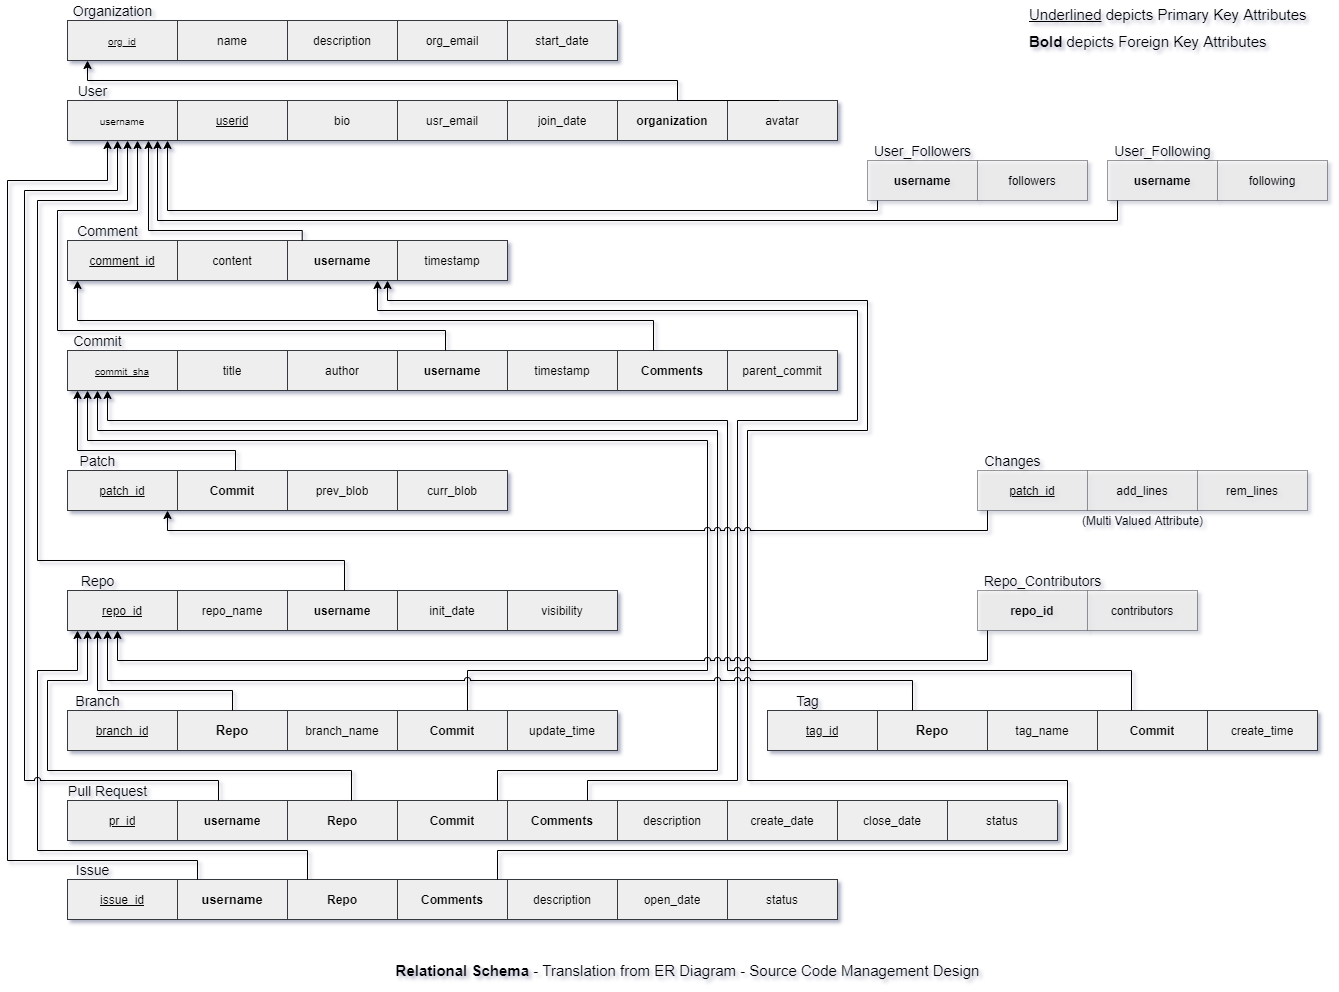 Organization
Underlined depicts Primary Key Attributes
org_id name description org_email start_date
Bold depicts Foreign Key Attributes
User
username userid bio usr_email join_date organization avatar
User_Followers User_Following
username followers username following
Comment
comment_id content username timestamp
Commit
commit_sha title author username timestamp Comments parent_commit
Patch Changes
patch_id Commit prev_blob curr_blob patch_id add_lines rem_lines
(Multi Valued Attribute)
Repo Repo_Contributors
repo_id repo_name username init_date visibility repo_id contributors
Branch Tag
branch_id Repo branch_name Commit update_time tag_id Repo tag_name Commit create_time
Pull Request
pr_id username Repo Commit Comments description create_date close_date status
Issue
issue_id username Repo Comments description open_date status
Relational Schema - Translation from ER Diagram - Source Code Management Design